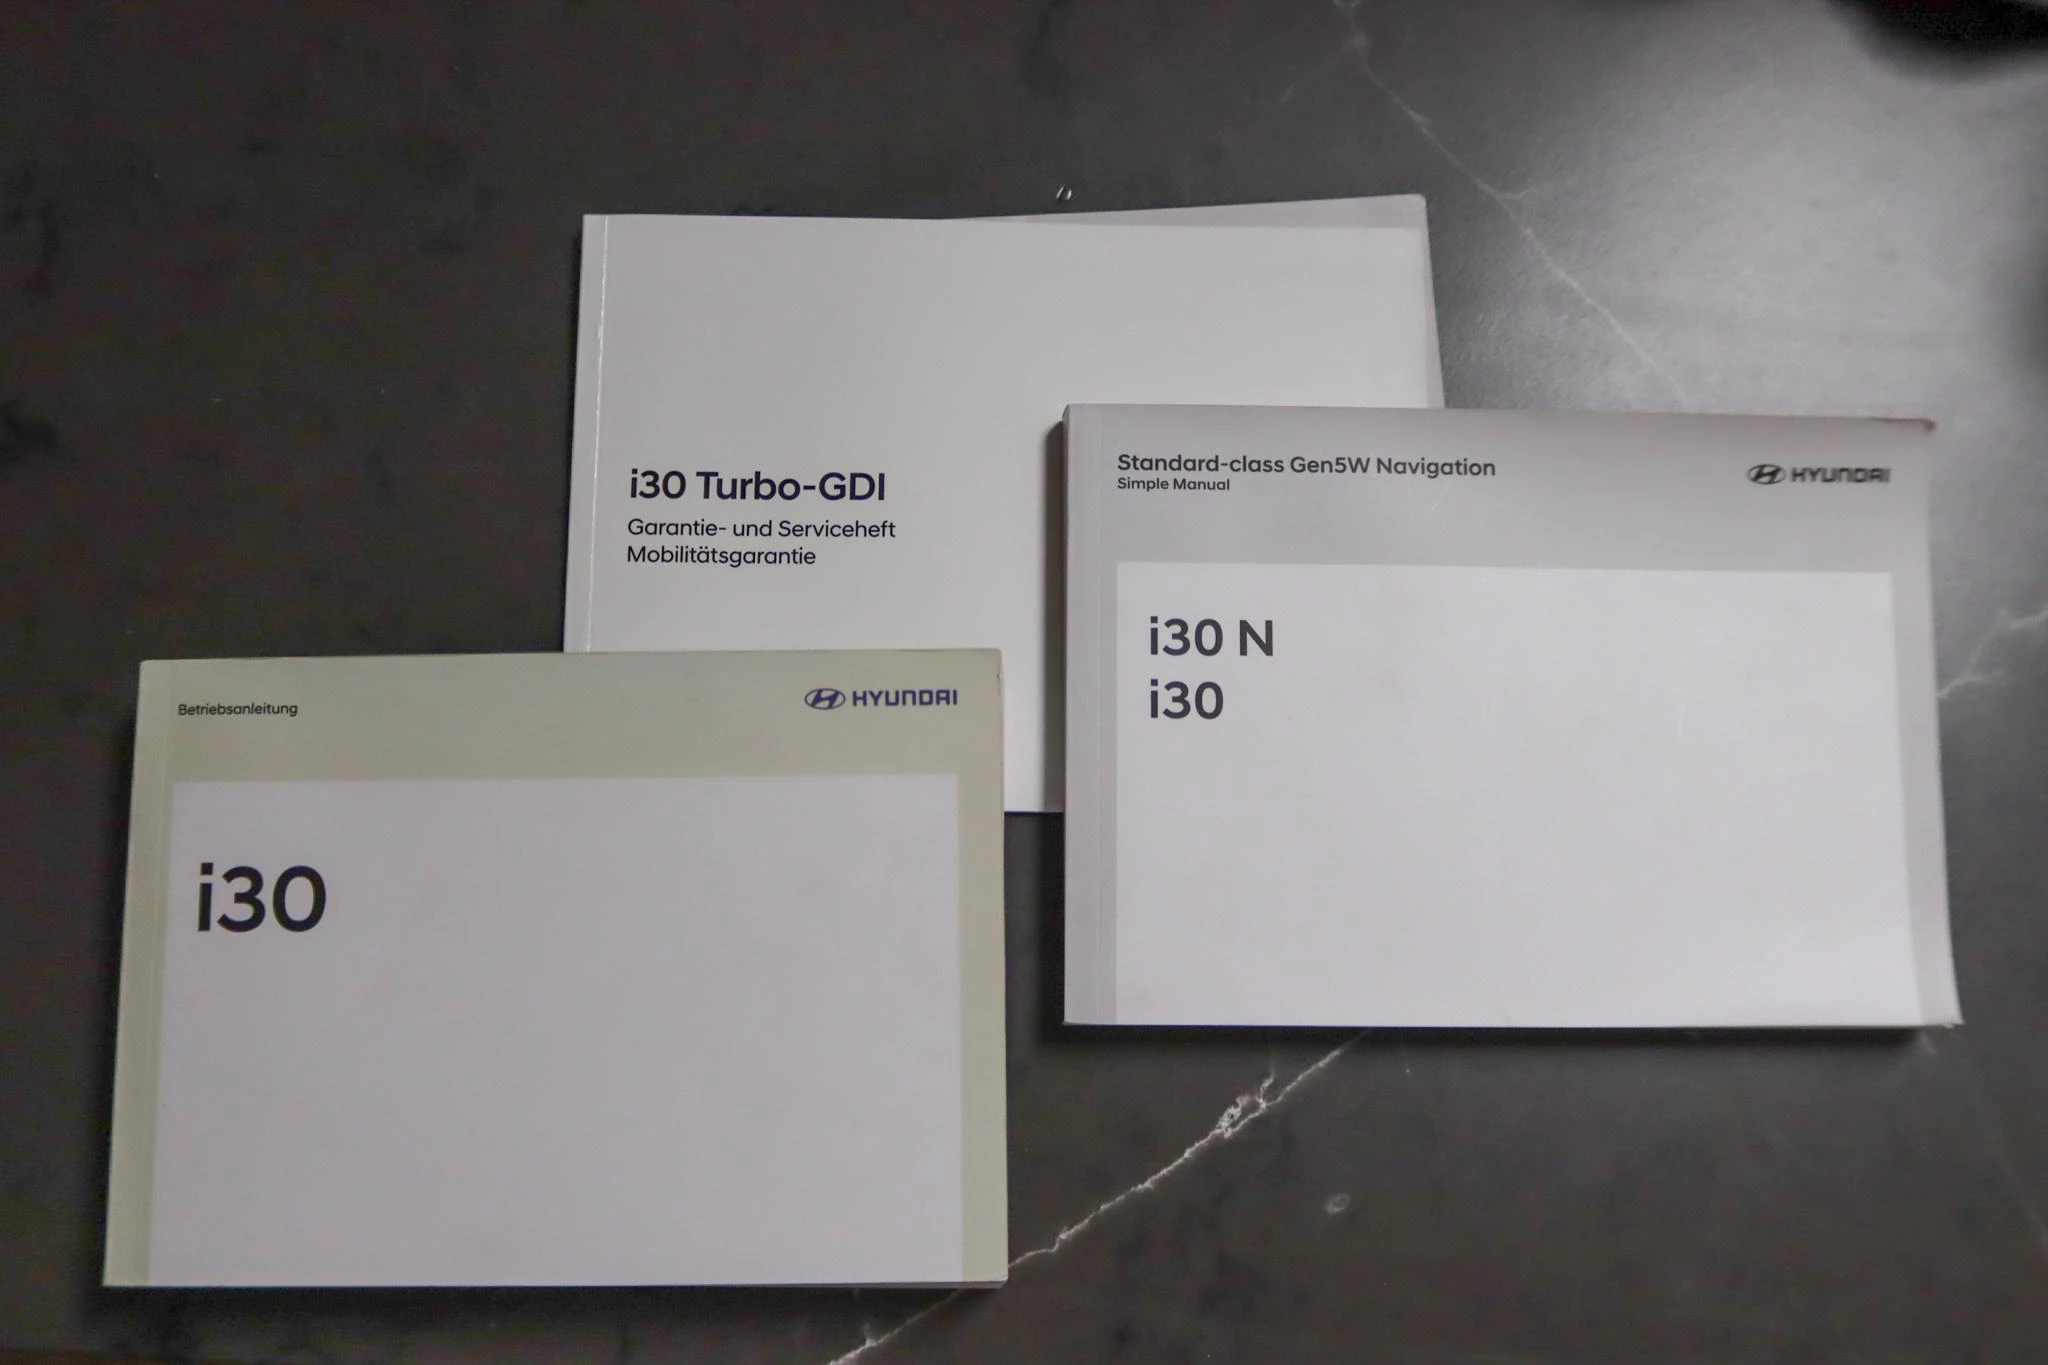 i30 Turbo-GDI
Garantie- und Serviceheft
Mobilitätsgarantie
Standard-class Gen5W Navigation
Simple Manual
HYUNDAI
i30 N
i30
Betriebsanleitung
HYUNDAI
i30